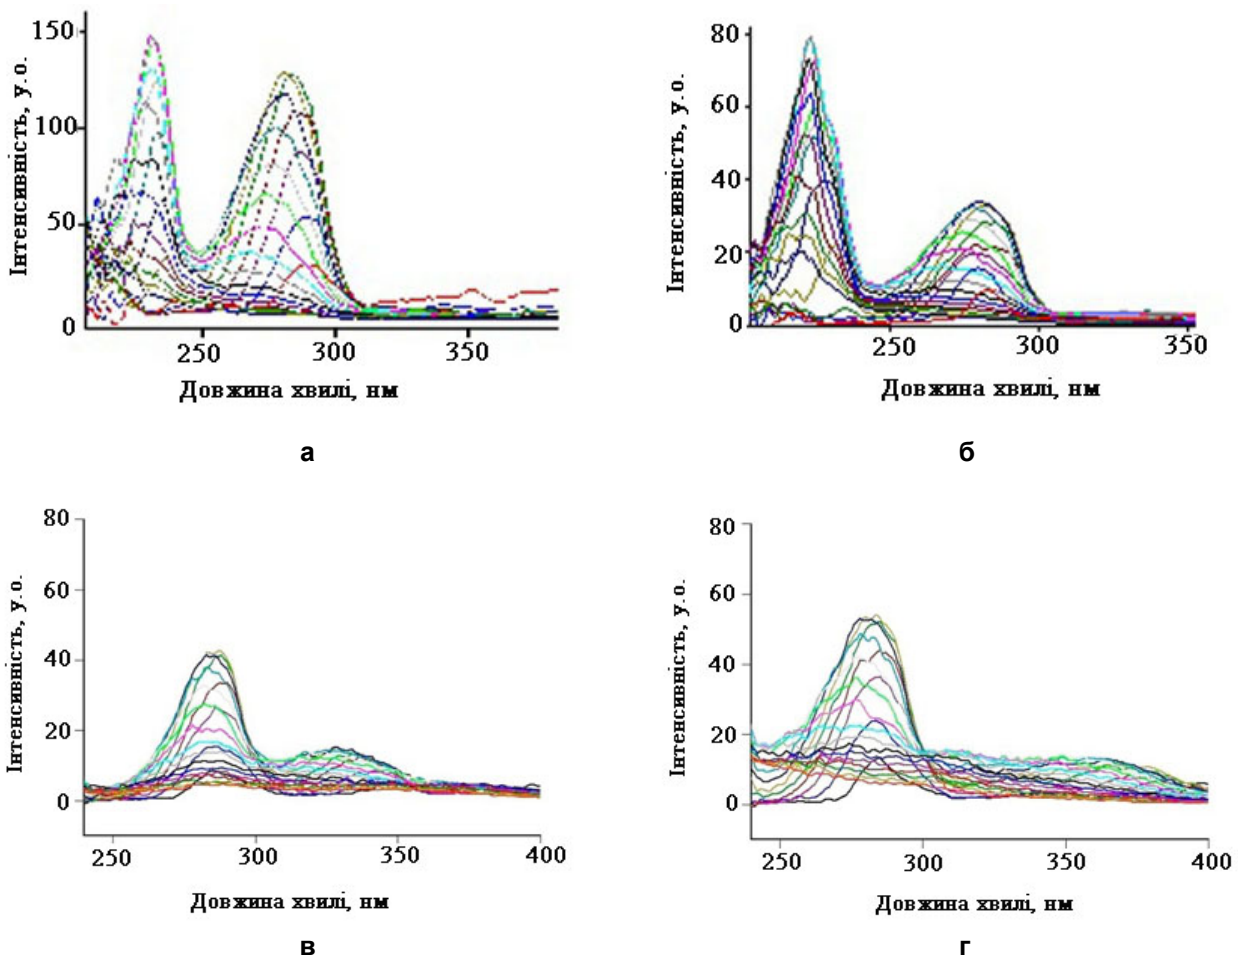 150
100
50
0
250 300 350
Інтенсивність, у.о.
Довжина хвилі, нм
а
80
60
40
20
0
250 300 350
Інтенсивність, у.о.
Довжина хвилі, нм
б
80
60
40
20
0
250 300 350 400
Інтенсивність, у.о.
Довжина хвилі, нм
в
80
60
40
20
0
250 300 350 400
Інтенсивність, у.о.
Довжина хвилі, нм
г